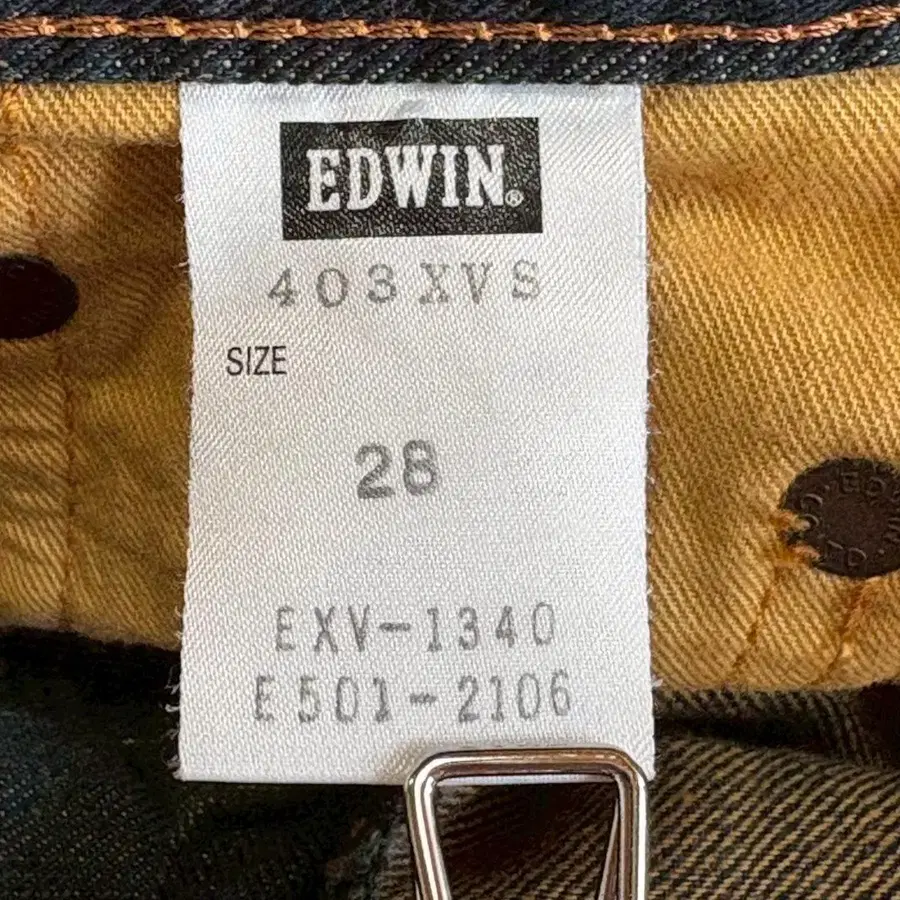 EDWIN®
403XVS
SIZE
28
EXV-1340
E501-2106